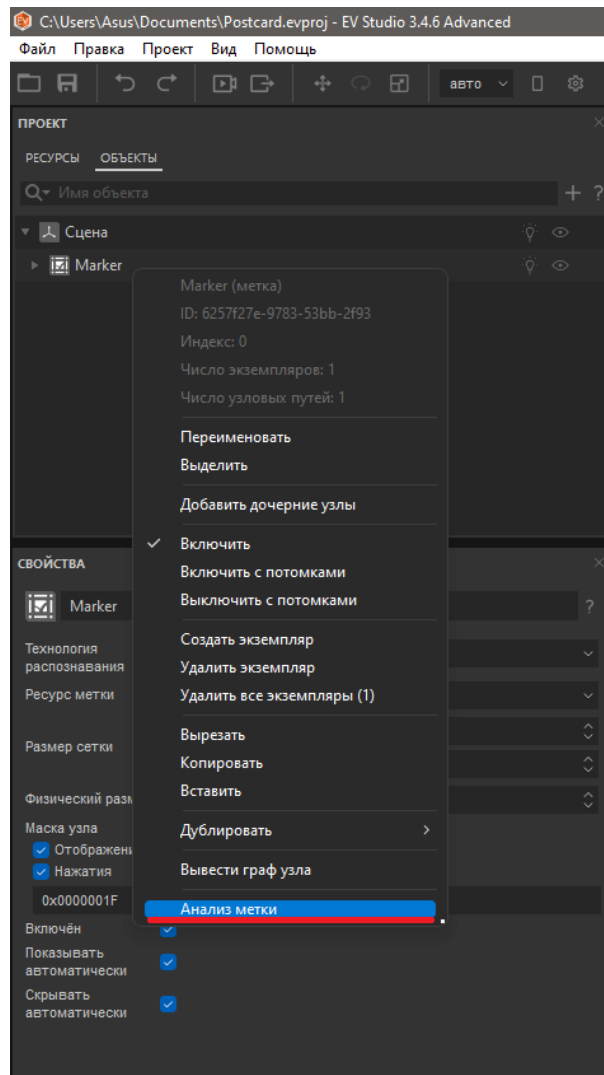 C:\Users\Asus\Documents\Postcard.evproj - EV Studio 3.4.6 Advanced
Файл Правка Проект Вид Помощь
авто
ПРОЕКТ
РЕСУРСЫ ОБЪЕКТЫ
Имя объекта
Сцена
Marker
Marker (метка)
ID: 6257f27e-9783-53bb-2f93
Индекс: 0
Число экземпляров: 1
Число узловых путей: 1
Переименовать
Выделить
Добавить дочерние узлы
Включить
Включить с потомками
Выключить с потомками
Создать экземпляр
Удалить экземпляр
Удалить все экземпляры (1)
Вырезать
Копировать
Вставить
Дублировать
Вывести граф узла
Анализ метки
СВОЙСТВА
Marker
Технология
распознавания
Ресурс метки
Размер сетки
Физический разм
Маска узла
Отображени
Нажатия
0x0000001F
Включён
Показывать
автоматически
Скрывать
автоматически